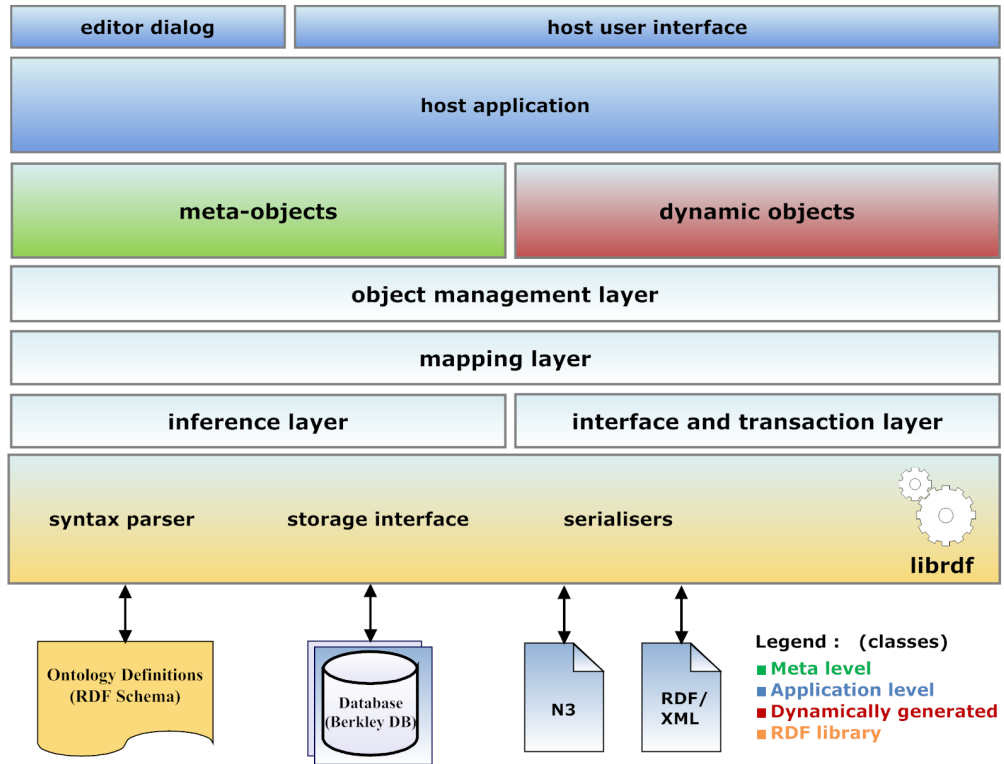 editor dialog
host user interface
host application
meta-objects
dynamic objects
object management layer
mapping layer
inference layer
interface and transaction layer
syntax parser
storage interface
serialisers
librdf
Ontology Definitions
(RDF Schema)
Database
(Berkley DB)
N3
RDF/
XML
Legend : (classes)
Meta level
Application level
Dynamically generated
RDF library